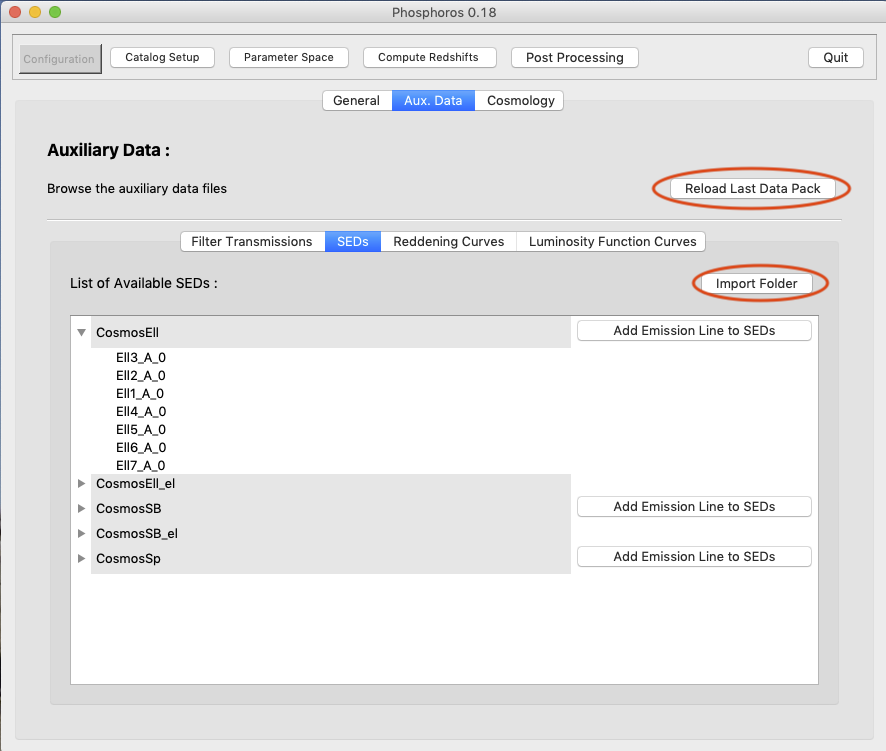 Phosphoros 0.18
Configuration Catalog Setup Parameter Space Compute Redshifts Post Processing Quit
General Aux. Data Cosmology
Auxiliary Data :
Browse the auxiliary data files Reload Last Data Pack
Filter Transmissions SEDs Reddening Curves Luminosity Function Curves
List of Available SEDs : Import Folder
CosmosEll Add Emission Line to SEDs
Ell3_A_0
Ell2_A_0
Ell1_A_0
Ell4_A_0
Ell5_A_0
Ell6_A_0
Ell7_A_0
CosmosEll_el
CosmosSB Add Emission Line to SEDs
CosmosSB_el
CosmosSp Add Emission Line to SEDs